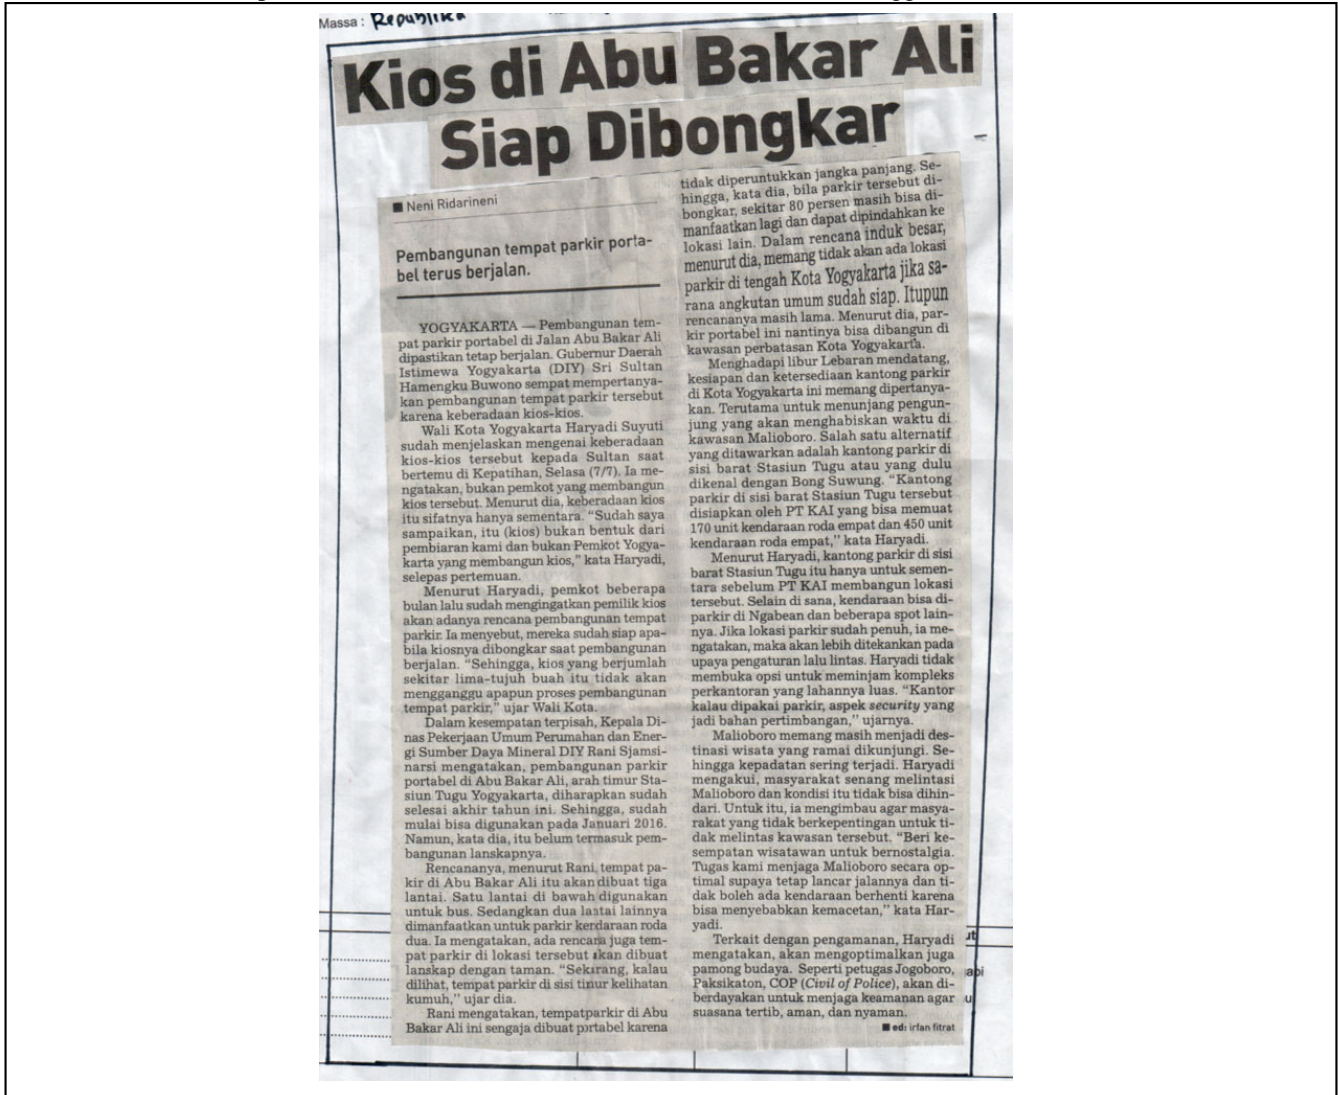 Massa : Republika
Kios di Abu Bakar Ali
Siap Dibongkar
Neni Ridarineni
Pembangunan tempat parkir porta-
bel terus berjalan.
YOGYAKARTA — Pembangunan tem-
pat parkir portabel di Jalan Abu Bakar Ali
dipastikan tetap berjalan. Gubernur Daerah
Istimewa Yogyakarta (DIY) Sri Sultan
Hamengku Buwono sempat mempertanya-
kan pembangunan tempat parkir tersebut
karena keberadaan kios-kios.
Wali Kota Yogyakarta Haryadi Suyuti
sudah menjelaskan mengenai keberadaan
kios-kios tersebut kepada Sultan saat
bertemu di Kepatihan, Selasa (7/7). Ia me-
ngatakan, bukan pemkot yang membangun
kios tersebut. Menurut dia, keberadaan kios
itu sifatnya hanya sementara. “Sudah saya
sampaikan, itu (kios) bukan bentuk dari
pembiaran kami dan bukan Pemkot Yogya-
karta yang membangun kios,” kata Haryadi,
selepas pertemuan.
Menurut Haryadi, pemkot beberapa
bulan lalu sudah mengingatkan pemilik kios
akan adanya rencana pembangunan tempat
parkir. Ia menyebut, mereka sudah siap apa-
bila kiosnya dibongkar saat pembangunan
berjalan. “Sehingga, kios yang berjumlah
sekitar lima-tujuh buah itu tidak akan
mengganggu apapun proses pembangunan
tempat parkir,” ujar Wali Kota.
Dalam kesempatan terpisah, Kepala Di-
nas Pekerjaan Umum Perumahan dan Ener-
gi Sumber Daya Mineral DIY Rani Sjamsi-
narsi mengatakan, pembangunan parkir
portabel di Abu Bakar Ali, arah timur Sta-
siun Tugu Yogyakarta, diharapkan sudah
selesai akhir tahun ini. Sehingga, sudah
mulai bisa digunakan pada Januari 2016.
Namun, kata dia, itu belum termasuk pem-
bangunan lanskapnya.
Rencananya, menurut Rani, tempat pa-
kir di Abu Bakar Ali itu akan dibuat tiga
lantai. Satu lantai di bawah digunakan
untuk bus. Sedangkan dua lantai lainnya
dimanfaatkan untuk parkir kendaraan roda
dua. Ia mengatakan, ada rencana juga tem-
pat parkir di lokasi tersebut akan dibuat
lanskap dengan taman. “Sekarang, kalau
dilihat, tempat parkir di sisi timur kelihatan
kumuh,” ujar dia.
Rani mengatakan, tempatparkir di Abu
Bakar Ali ini sengaja dibuat portabel karena
tidak diperuntukkan jangka panjang. Se-
hingga, kata dia, bila parkir tersebut di-
bongkar, sekitar 80 persen masih bisa di-
manfaatkan lagi dan dapat dipindahkan ke
lokasi lain. Dalam rencana induk besar,
menurut dia, memang tidak akan ada lokasi
parkir di tengah Kota Yogyakarta jika sa-
rana angkutan umum sudah siap. Itupun
rencananya masih lama. Menurut dia, par-
kir portabel ini nantinya bisa dibangun di
kawasan perbatasan Kota Yogyakarta.
Menghadapi libur Lebaran mendatang,
kesiapan dan ketersediaan kantong parkir
di Kota Yogyakarta ini memang dipertanya-
kan. Terutama untuk menunjang pengun-
jung yang akan menghabiskan waktu di
kawasan Malioboro. Salah satu alternatif
yang ditawarkan adalah kantong parkir di
sisi barat Stasiun Tugu atau yang dulu
dikenal dengan Bong Suwung. “Kantong
parkir di sisi barat Stasiun Tugu tersebut
disiapkan oleh PT KAI yang bisa memuat
170 unit kendaraan roda empat dan 450 unit
kendaraan roda empat,” kata Haryadi.
Menurut Haryadi, kantong parkir di sisi
barat Stasiun Tugu itu hanya untuk semen-
tara sebelum PT KAI membangun lokasi
tersebut. Selain di sana, kendaraan bisa di-
parkir di Ngabean dan beberapa spot lain-
nya. Jika lokasi parkir sudah penuh, ia me-
ngatakan, maka akan lebih ditekankan pada
upaya pengaturan lalu lintas. Haryadi tidak
membuka opsi untuk meminjam kompleks
perkantoran yang lahannya luas. “Kantor
kalau dipakai parkir, aspek security yang
jadi bahan pertimbangan,” ujarnya.
Malioboro memang masih menjadi des-
tinasi wisata yang ramai dikunjungi. Se-
hingga kepadatan sering terjadi. Haryadi
mengakui, masyarakat senang melintasi
Malioboro dan kondisi itu tidak bisa dihin-
dari. Untuk itu, ia mengimbau agar masya-
rakat yang tidak berkepentingan untuk ti-
dak melintas kawasan tersebut. “Beri ke-
sempatan wisatawan untuk bernostalgia.
Tugas kami menjaga Malioboro secara op-
timal supaya tetap lancar jalannya dan ti-
dak boleh ada kendaraan berhenti karena
bisa menyebabkan kemacetan,” kata Har-
yadi.
Terkait dengan pengamanan, Haryadi
mengatakan, akan mengoptimalkan juga
pamong budaya. Seperti petugas Jogoboro,
Paksikaton, COP (Civil of Police), akan di-
berdayakan untuk menjaga keamanan agar
suasana tertib, aman, dan nyaman.
ed: irfan fitrat